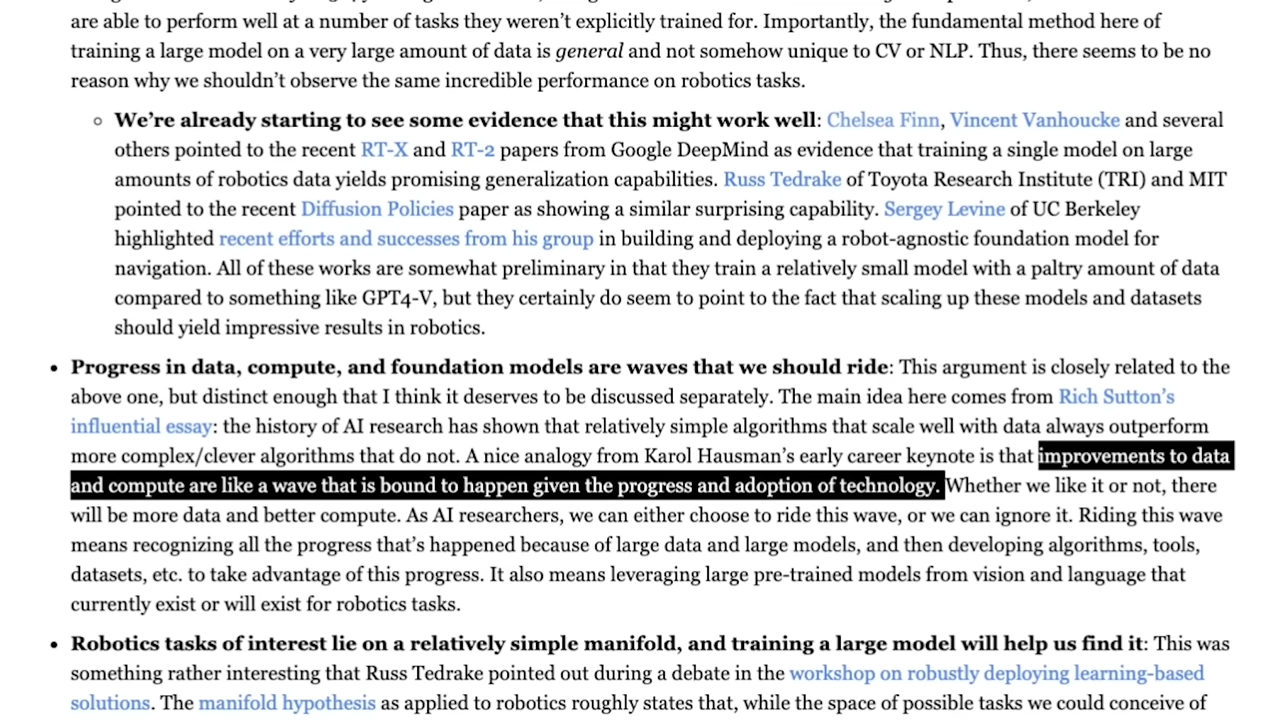 are able to perform well at a number of tasks they weren't explicitly trained for. Importantly, the fundamental method here of
training a large model on a very large amount of data is general and not somehow unique to CV or NLP. Thus, there seems to be no
reason why we shouldn't observe the same incredible performance on robotics tasks.
We're already starting to see some evidence that this might work well: Chelsea Finn, Vincent Vanhoucke and several
others pointed to the recent RT-X and RT-2 papers from Google DeepMind as evidence that training a single model on large
amounts of robotics data yields promising generalization capabilities. Russ Tedrake of Toyota Research Institute (TRI) and MIT
pointed to the recent Diffusion Policies paper as showing a similar surprising capability. Sergey Levine of UC Berkeley
highlighted recent efforts and successes from his group in building and deploying a robot-agnostic foundation model for
navigation. All of these works are somewhat preliminary in that they train a relatively small model with a paltry amount of data
compared to something like GPT4-V, but they certainly do seem to point to the fact that scaling up these models and datasets
should yield impressive results in robotics.
Progress in data, compute, and foundation models are waves that we should ride: This argument is closely related to the
above one, but distinct enough that I think it deserves to be discussed separately. The main idea here comes from Rich Sutton's
influential essay: the history of AI research has shown that relatively simple algorithms that scale well with data always outperform
more complex/clever algorithms that do not. A nice analogy from Karol Hausman's early career keynote is that improvements to data
and compute are like a wave that is bound to happen given the progress and adoption of technology. Whether we like it or not, there
will be more data and better compute. As AI researchers, we can either choose to ride this wave, or we can ignore it. Riding this wave
means recognizing all the progress that's happened because of large data and large models, and then developing algorithms, tools,
datasets, etc. to take advantage of this progress. It also means leveraging large pre-trained models from vision and language that
currently exist or will exist for robotics tasks.
Robotics tasks of interest lie on a relatively simple manifold, and training a large model will help us find it: This was
something rather interesting that Russ Tedrake pointed out during a debate in the workshop on robustly deploying learning-based
solutions. The manifold hypothesis as applied to robotics roughly states that, while the space of possible tasks we could conceive of